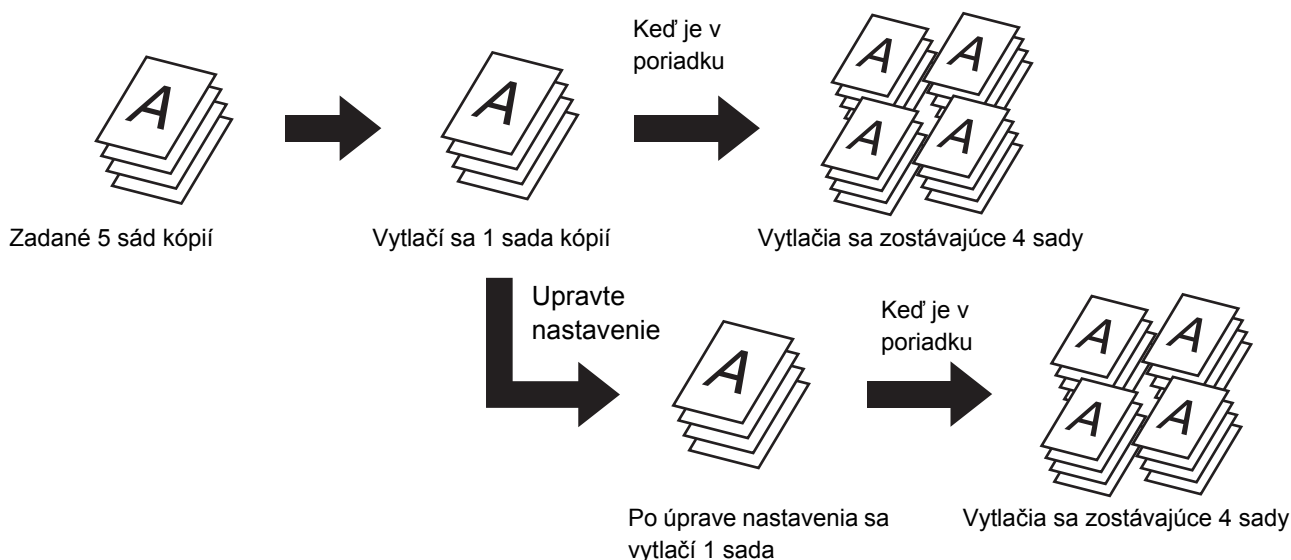 Keď je v
poriadku
A
A
A
A
A
A
Zadané 5 sád kópií
Vytlačí sa 1 sada kópií
Vytlačia sa zostávajúce 4 sady
Upravte
nastavenie
Keď je v
poriadku
A
A
A
A
A
Po úprave nastavenia sa
vytlačí 1 sada
Vytlačia sa zostávajúce 4 sady